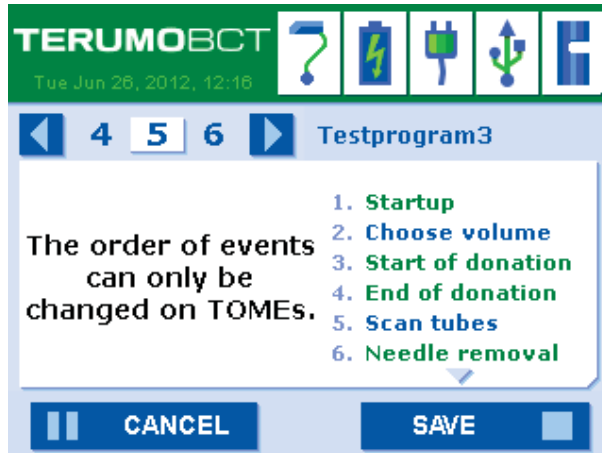 TERUMOBCT
Tue Jun 26, 2012, 12:16
4 5 6 Testprogram3
The order of events
can only be
changed on TOMEs.
1. Startup
2. Choose volume
3. Start of donation
4. End of donation
5. Scan tubes
6. Needle removal
CANCEL SAVE